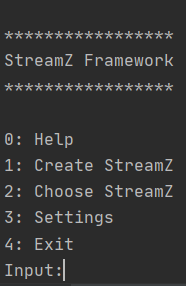 *****************
StreamZ Framework
*****************
0: Help
1: Create StreamZ
2: Choose StreamZ
3: Settings
4: Exit
Input: